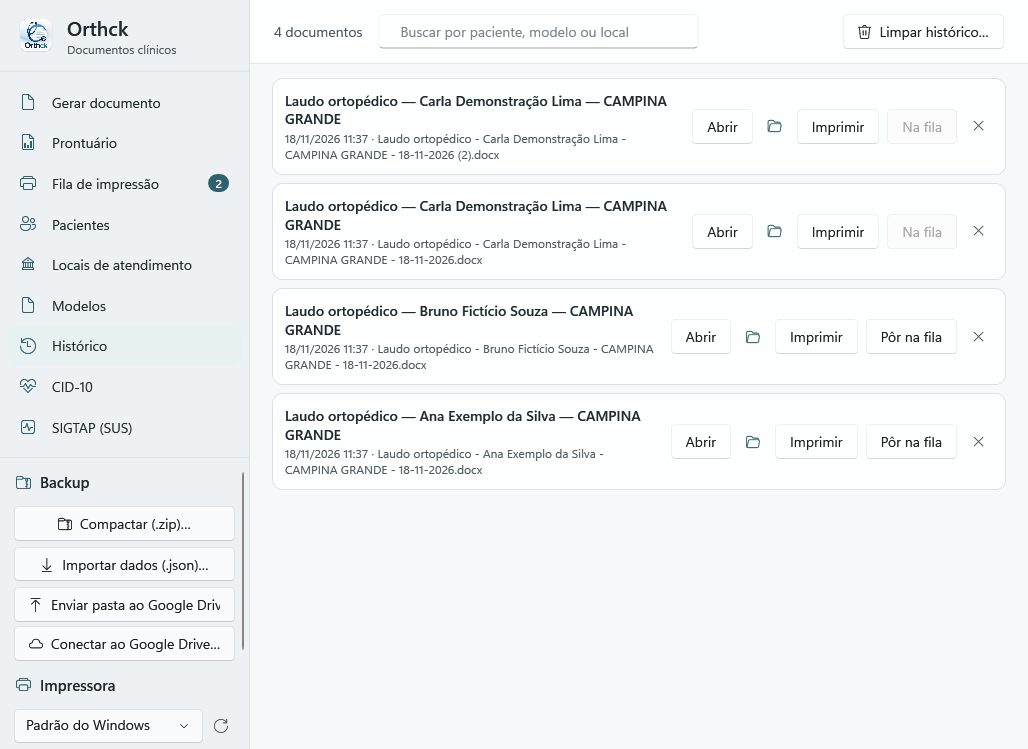 Orthck
Orthck
Documentos clínicos
Gerar documento
Prontuário
Fila de impressão
2
Pacientes
Locais de atendimento
Modelos
Histórico
CID-10
SIGTAP (SUS)
Backup
Compactar (.zip)...
Importar dados (.json)...
Enviar pasta ao Google Driv
Conectar ao Google Drive...
Impressora
Padrão do Windows
4 documentos
Buscar por paciente, modelo ou local
Limpar histórico...
Laudo ortopédico — Carla Demonstração Lima — CAMPINA
GRANDE
18/11/2026 11:37 · Laudo ortopédico - Carla Demonstração Lima -
CAMPINA GRANDE - 18-11-2026 (2).docx
Abrir
Imprimir
Na fila
Laudo ortopédico — Carla Demonstração Lima — CAMPINA
GRANDE
18/11/2026 11:37 · Laudo ortopédico - Carla Demonstração Lima -
CAMPINA GRANDE - 18-11-2026.docx
Abrir
Imprimir
Na fila
Laudo ortopédico — Bruno Fictício Souza — CAMPINA
GRANDE
18/11/2026 11:37 · Laudo ortopédico - Bruno Fictício Souza - CAMPINA
GRANDE - 18-11-2026.docx
Abrir
Imprimir
Pôr na fila
Laudo ortopédico — Ana Exemplo da Silva — CAMPINA
GRANDE
18/11/2026 11:37 · Laudo ortopédico - Ana Exemplo da Silva -
CAMPINA GRANDE - 18-11-2026.docx
Abrir
Imprimir
Pôr na fila